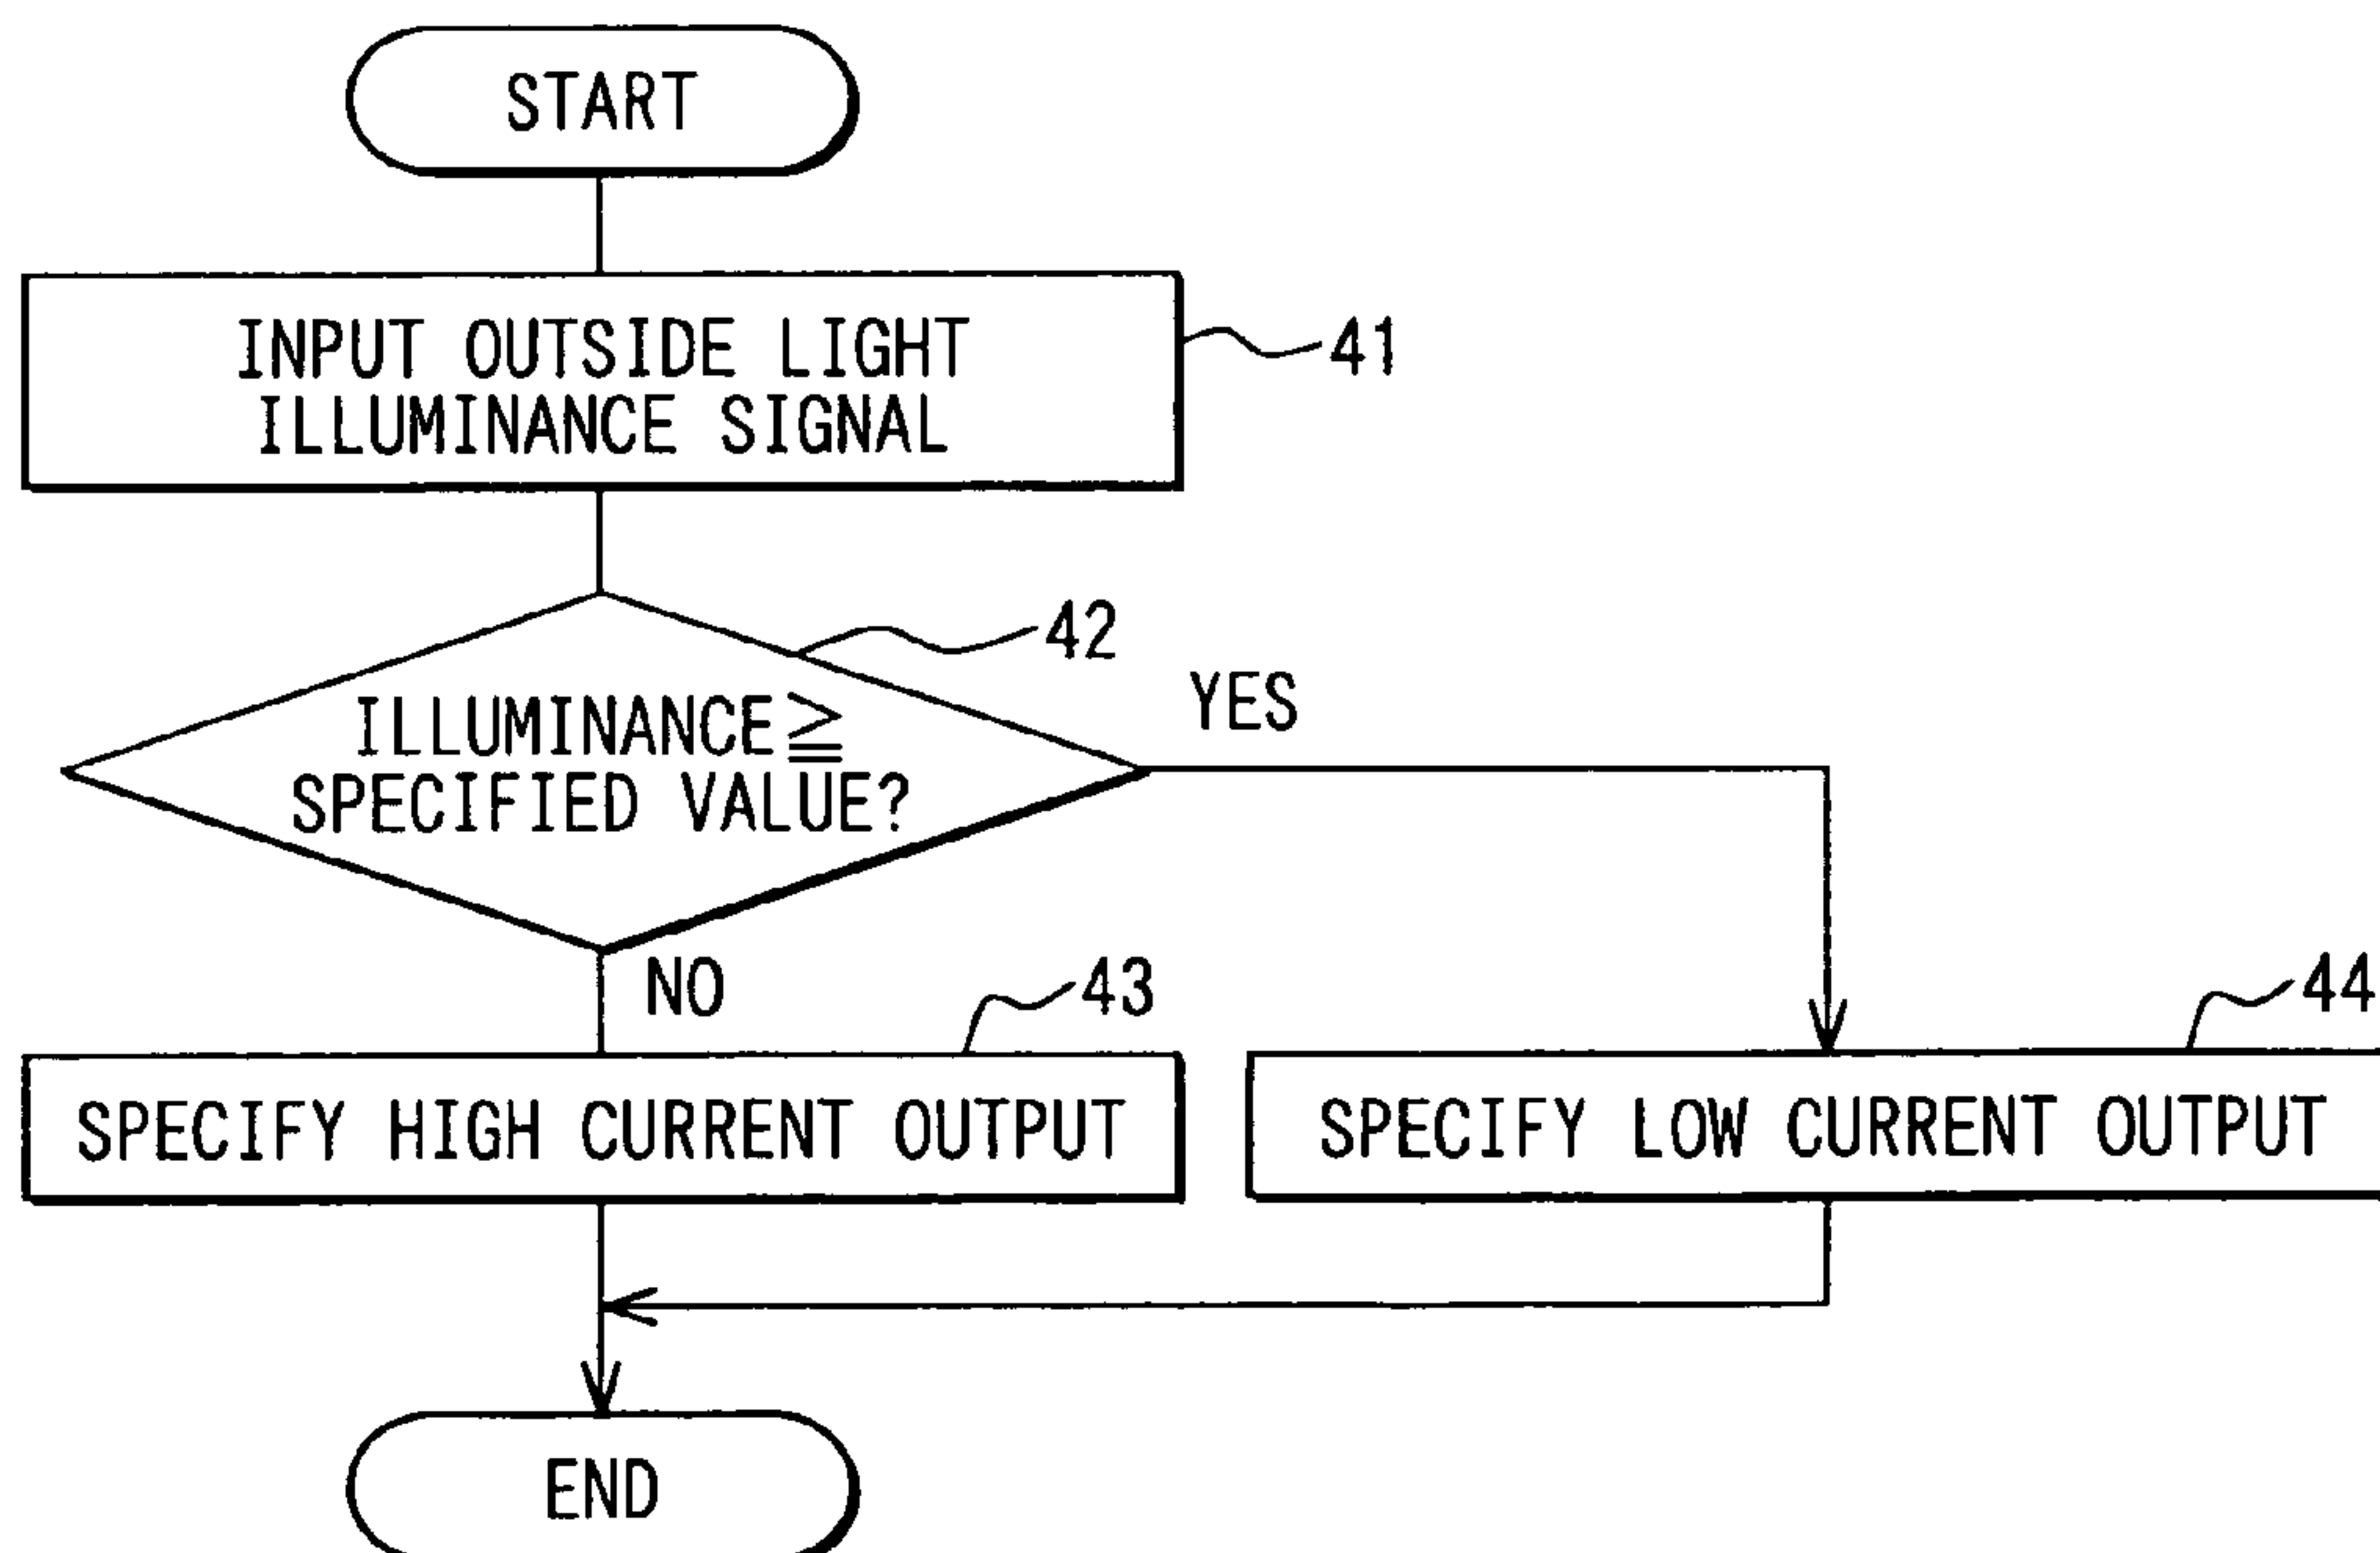 START
INPUT OUTSIDE LIGHT
ILLUMINANCE SIGNAL
41
42
ILLUMINANCE≧
SPECIFIED VALUE?
YES
NO
43
44
SPECIFY HIGH CURRENT OUTPUT
SPECIFY LOW CURRENT OUTPUT
END